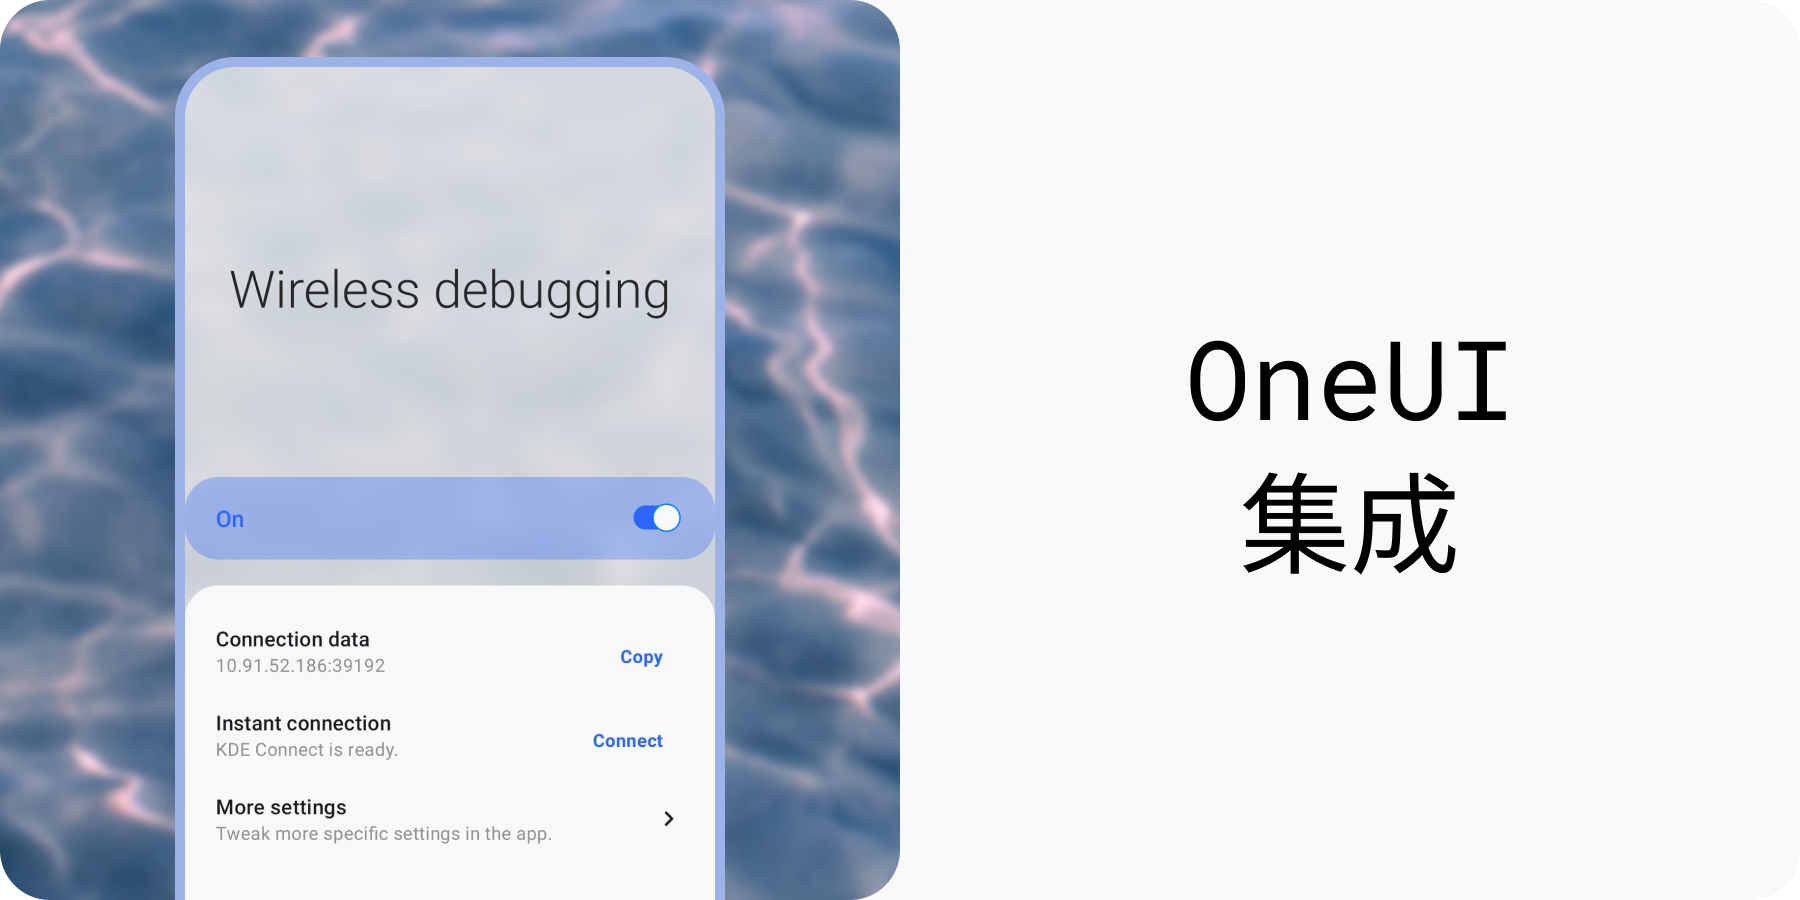 Wireless debugging
On
Connection data
10.91.52.186:39192
Copy
Instant connection
KDE Connect is ready.
Connect
More settings
Tweak more specific settings in the app.
OneUI
集成